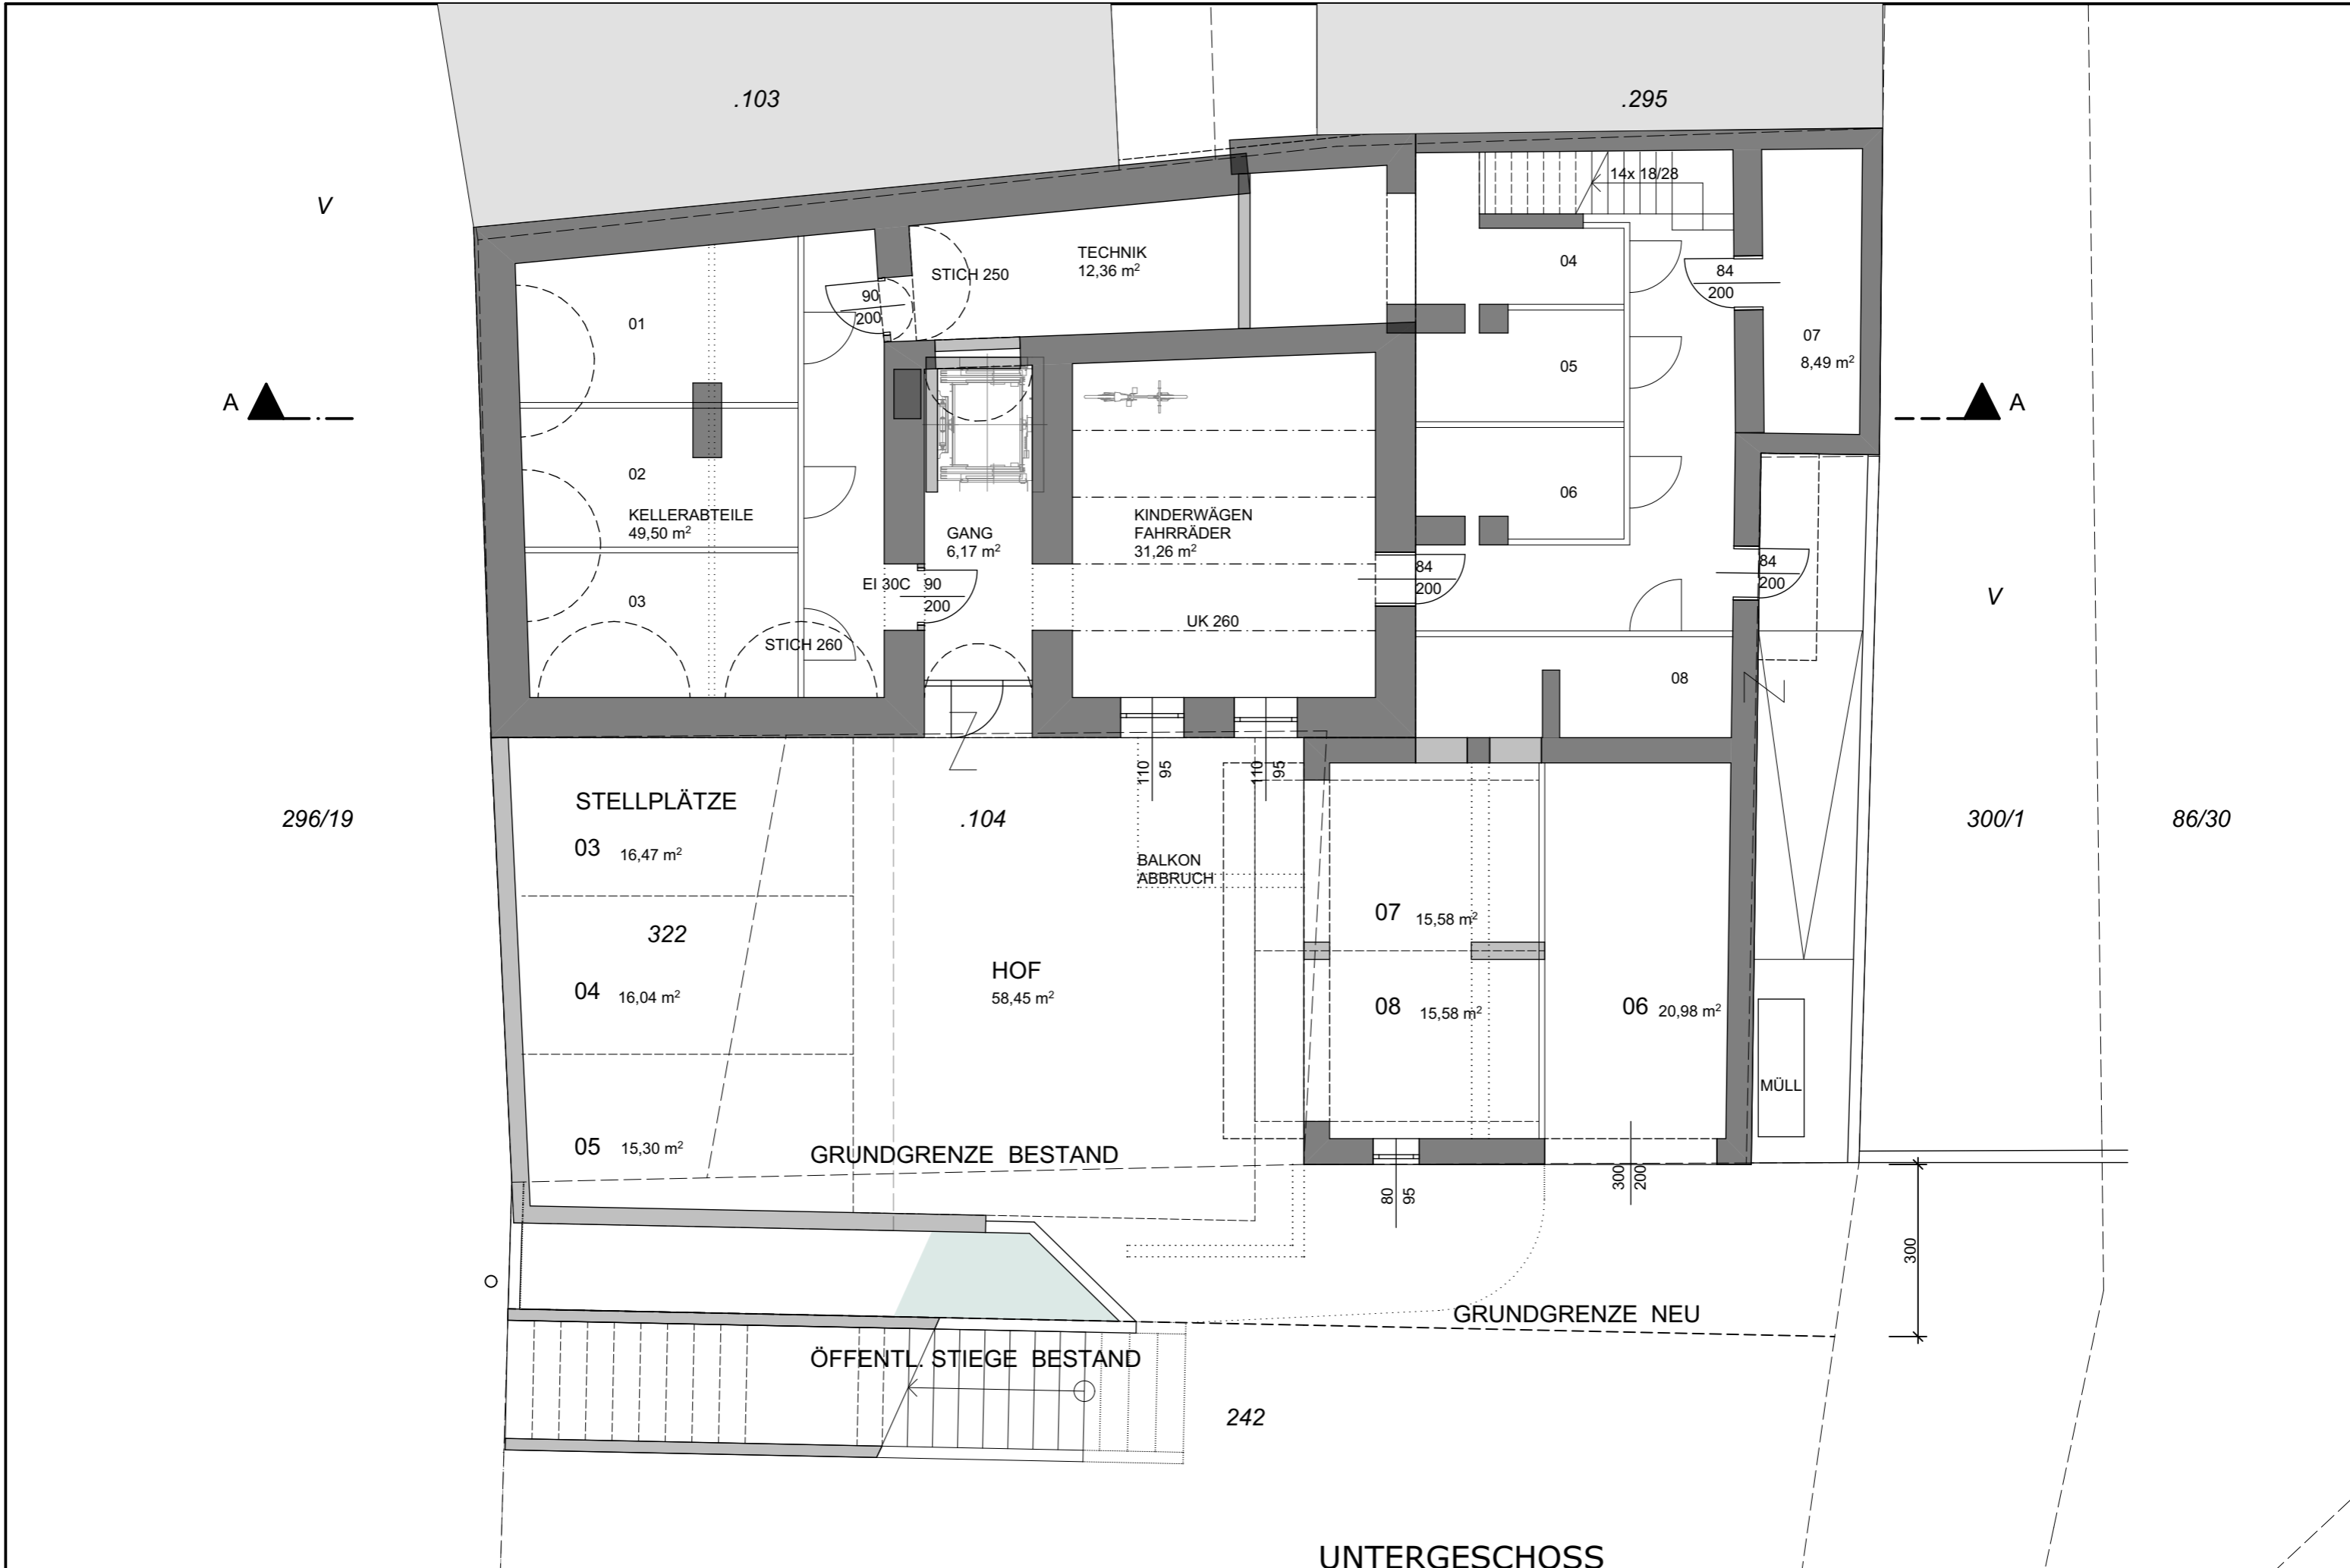 .103
.295
V
14x 18/28
TECHNIK
12,36 m²
STICH 250
04
84
200
90
200
01
07
8,49 m²
05
A
A
02
06
KELLERABTEILE
49,50 m²
KINDERWÄGEN
FAHRRÄDER
31,26 m²
GANG
6,17 m²
EI 30C 90
200
84
200
84
200
03
V
UK 260
STICH 260
08
110
95
110
95
STELLPLÄTZE
296/19
.104
300/1
86/30
03 16,47 m²
BALKON
ABBRUCH
07 15,58 m²
322
HOF
58,45 m²
04 16,04 m²
08 15,58 m²
06 20,98 m²
MÜLL
05 15,30 m²
GRUNDGRENZE BESTAND
80
95
300
200
300
GRUNDGRENZE NEU
ÖFFENTL. STIEGE BESTAND
242
UNTERGESCHOSS